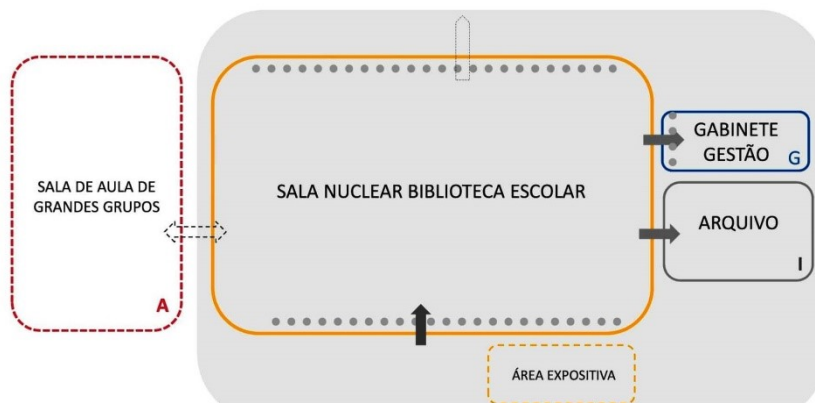 SALA DE AULA DE
GRANDES GRUPOS
A
SALA NUCLEAR BIBLIOTECA ESCOLAR
GABINETE
GESTÃO G
ARQUIVO
I
ÁREA EXPOSITIVA